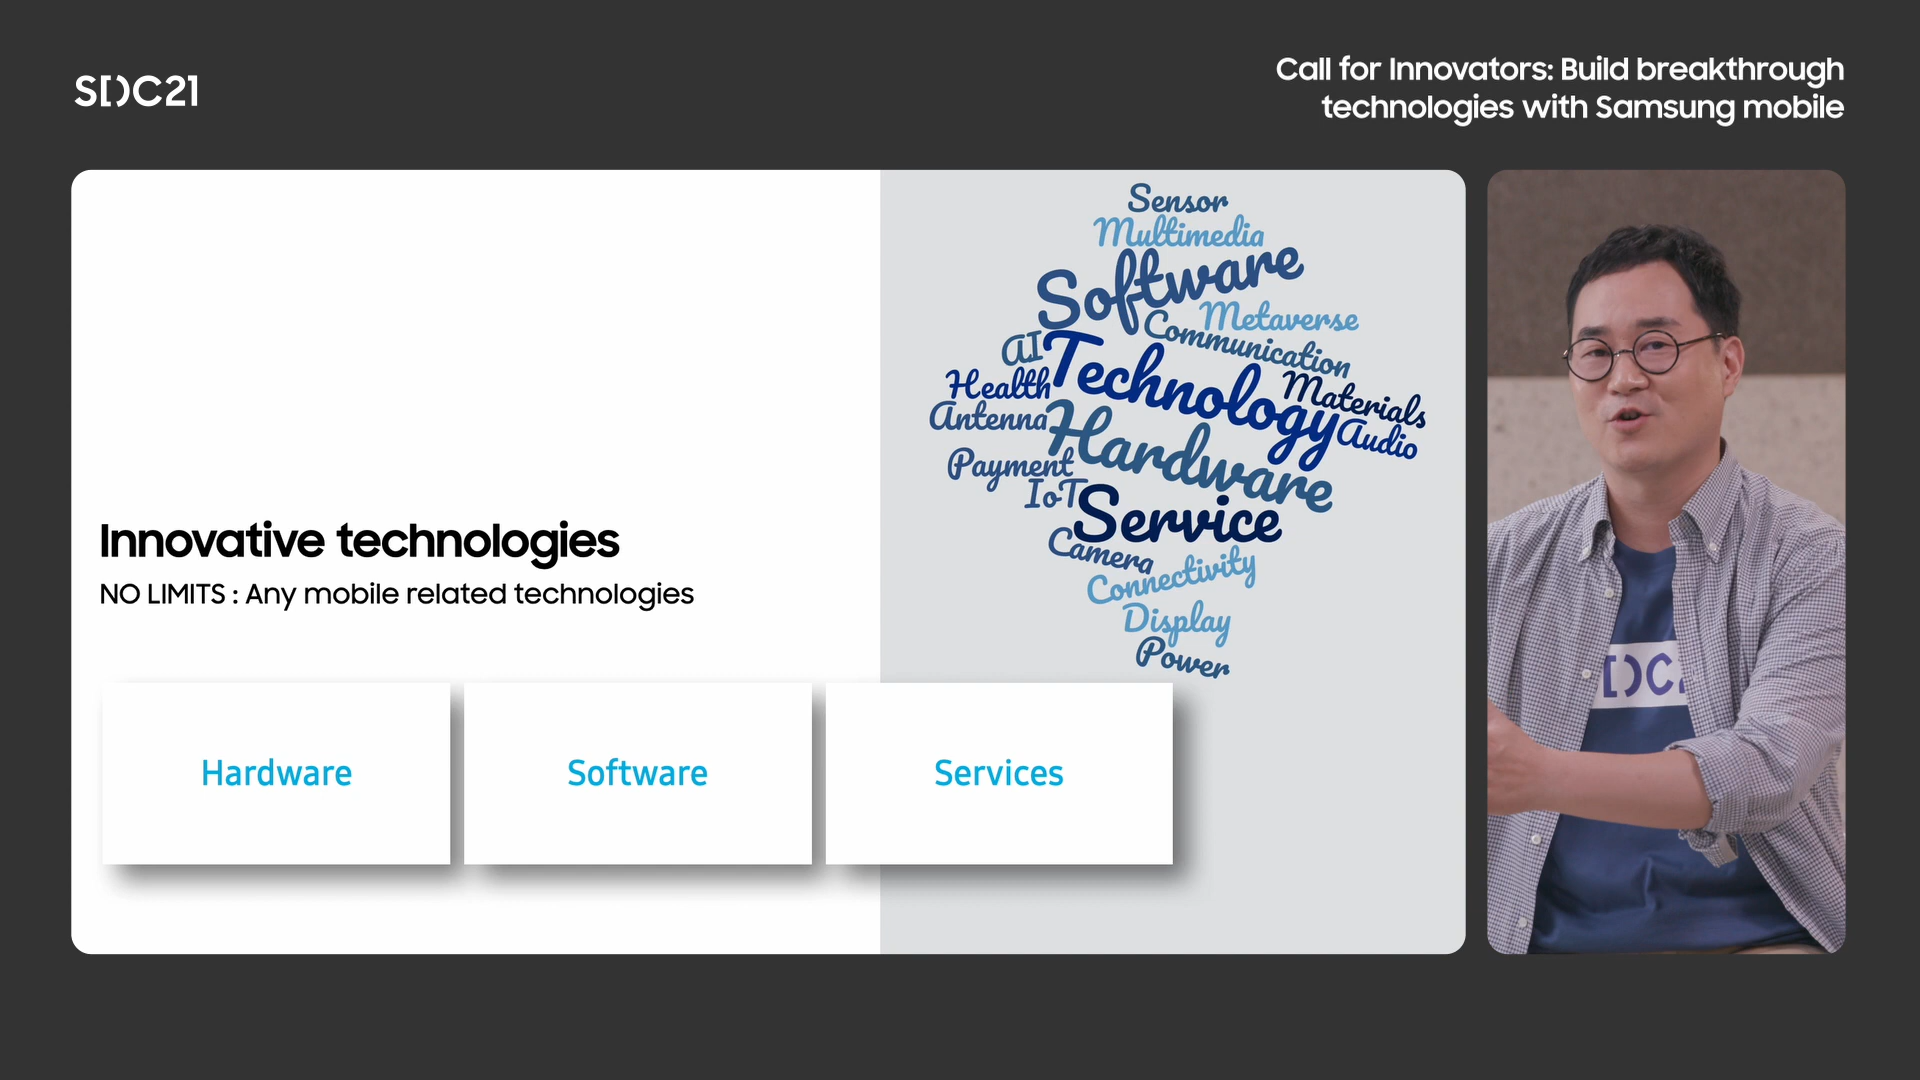 SDC21
Call for Innovators: Build breakthrough
technologies with Samsung mobile
Innovative technologies
NO LIMITS : Any mobile related technologies
Hardware
Software
Services
Sensor
Multimedia
Software
Metaverse
Communication
AI
Technology
Health
Materials
Antenna
Hardware
Audio
Payment
IoT
Service
Camera
Connectivity
Display
Power
SDC2